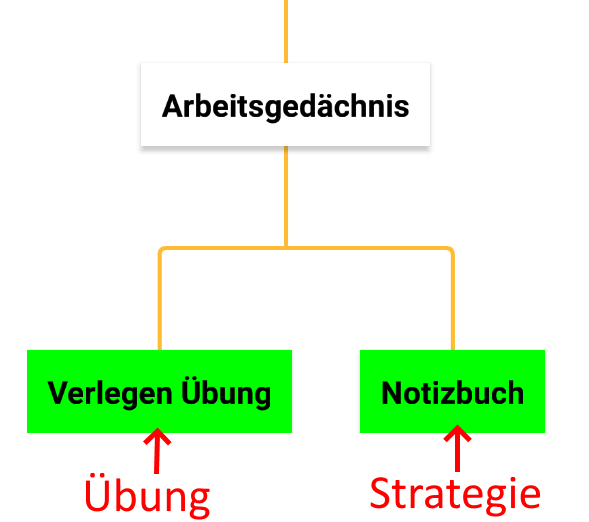 Arbeitsgedächnis
Verlegen Übung
Notizbuch
Übung
Strategie